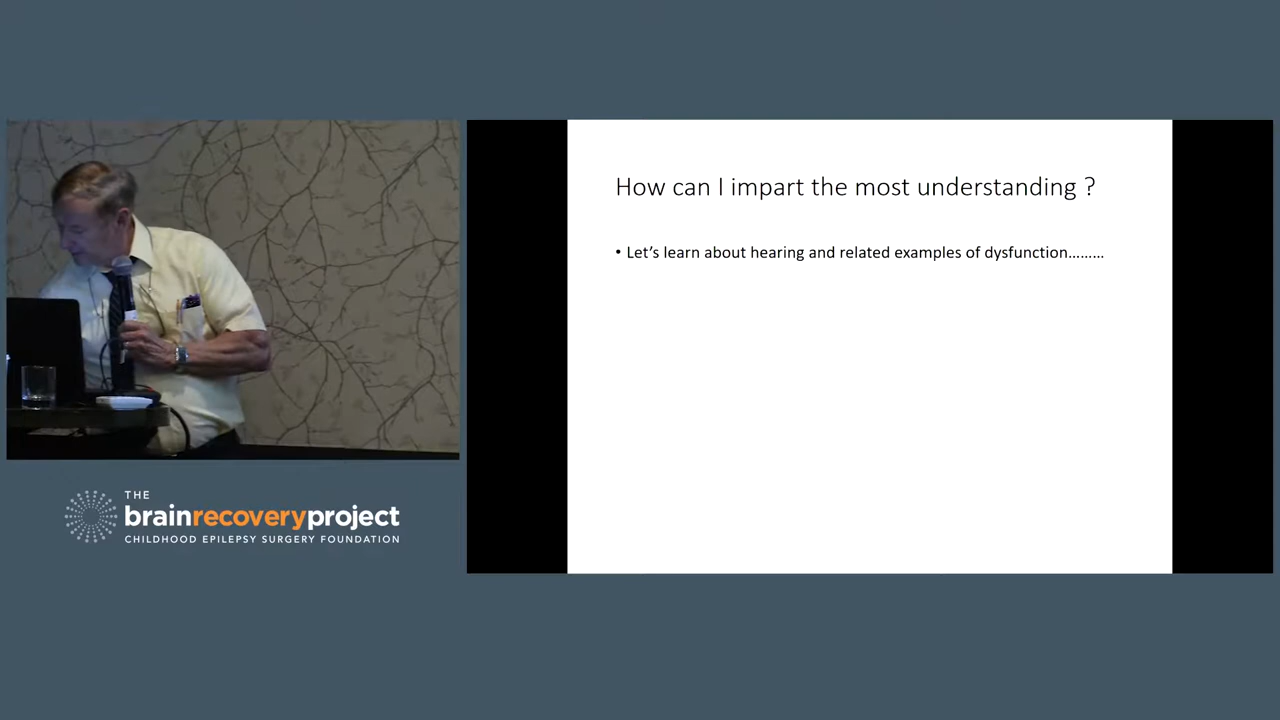 How can I impart the most understanding ?
• Let’s learn about hearing and related examples of dysfunction………
THE
brainrecoveryproject
CHILDHOOD EPILEPSY SURGERY FOUNDATION